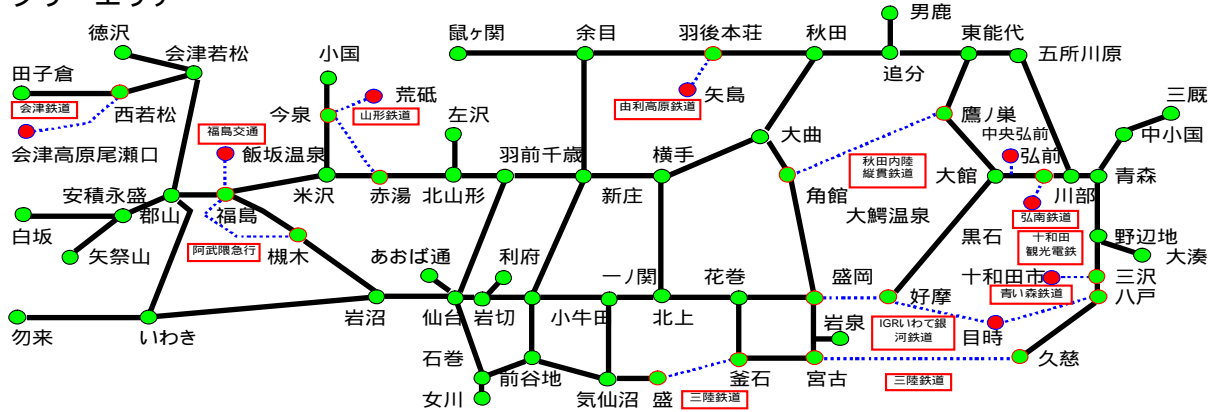 フリーエリア
徳沢
会津若松
田子倉
会津鉄道
西若松
会津高原尾瀬口
小国
今泉
荒砥
山形鉄道
福島交通
飯坂温泉
左沢
鼠ヶ関
余目
羽後本荘
由利高原鉄道
矢島
秋田
男鹿
追分
東能代
五所川原
鷹ノ巣
三厩
中小国
中央弘前
弘前
大曲
秋田内陸
縦貫鉄道
角館
大館
川部
青森
弘南鉄道
大鰐温泉
黒石
十和田
観光電鉄
野辺地
大湊
十和田市
三沢
青い森鉄道
八戸
安積永盛
郡山
福島
米沢
赤湯
北山形
羽前千歳
新庄
横手
白坂
矢祭山
阿武隈急行
槻木
あおば通
利府
一ノ関
花巻
盛岡
好摩
勿来
いわき
岩沼
仙台
岩切
小牛田
北上
岩泉
IGRいわて銀
河鉄道
目時
石巻
女川
前谷地
気仙沼
盛
三陸鉄道
釜石
宮古
三陸鉄道
久慈